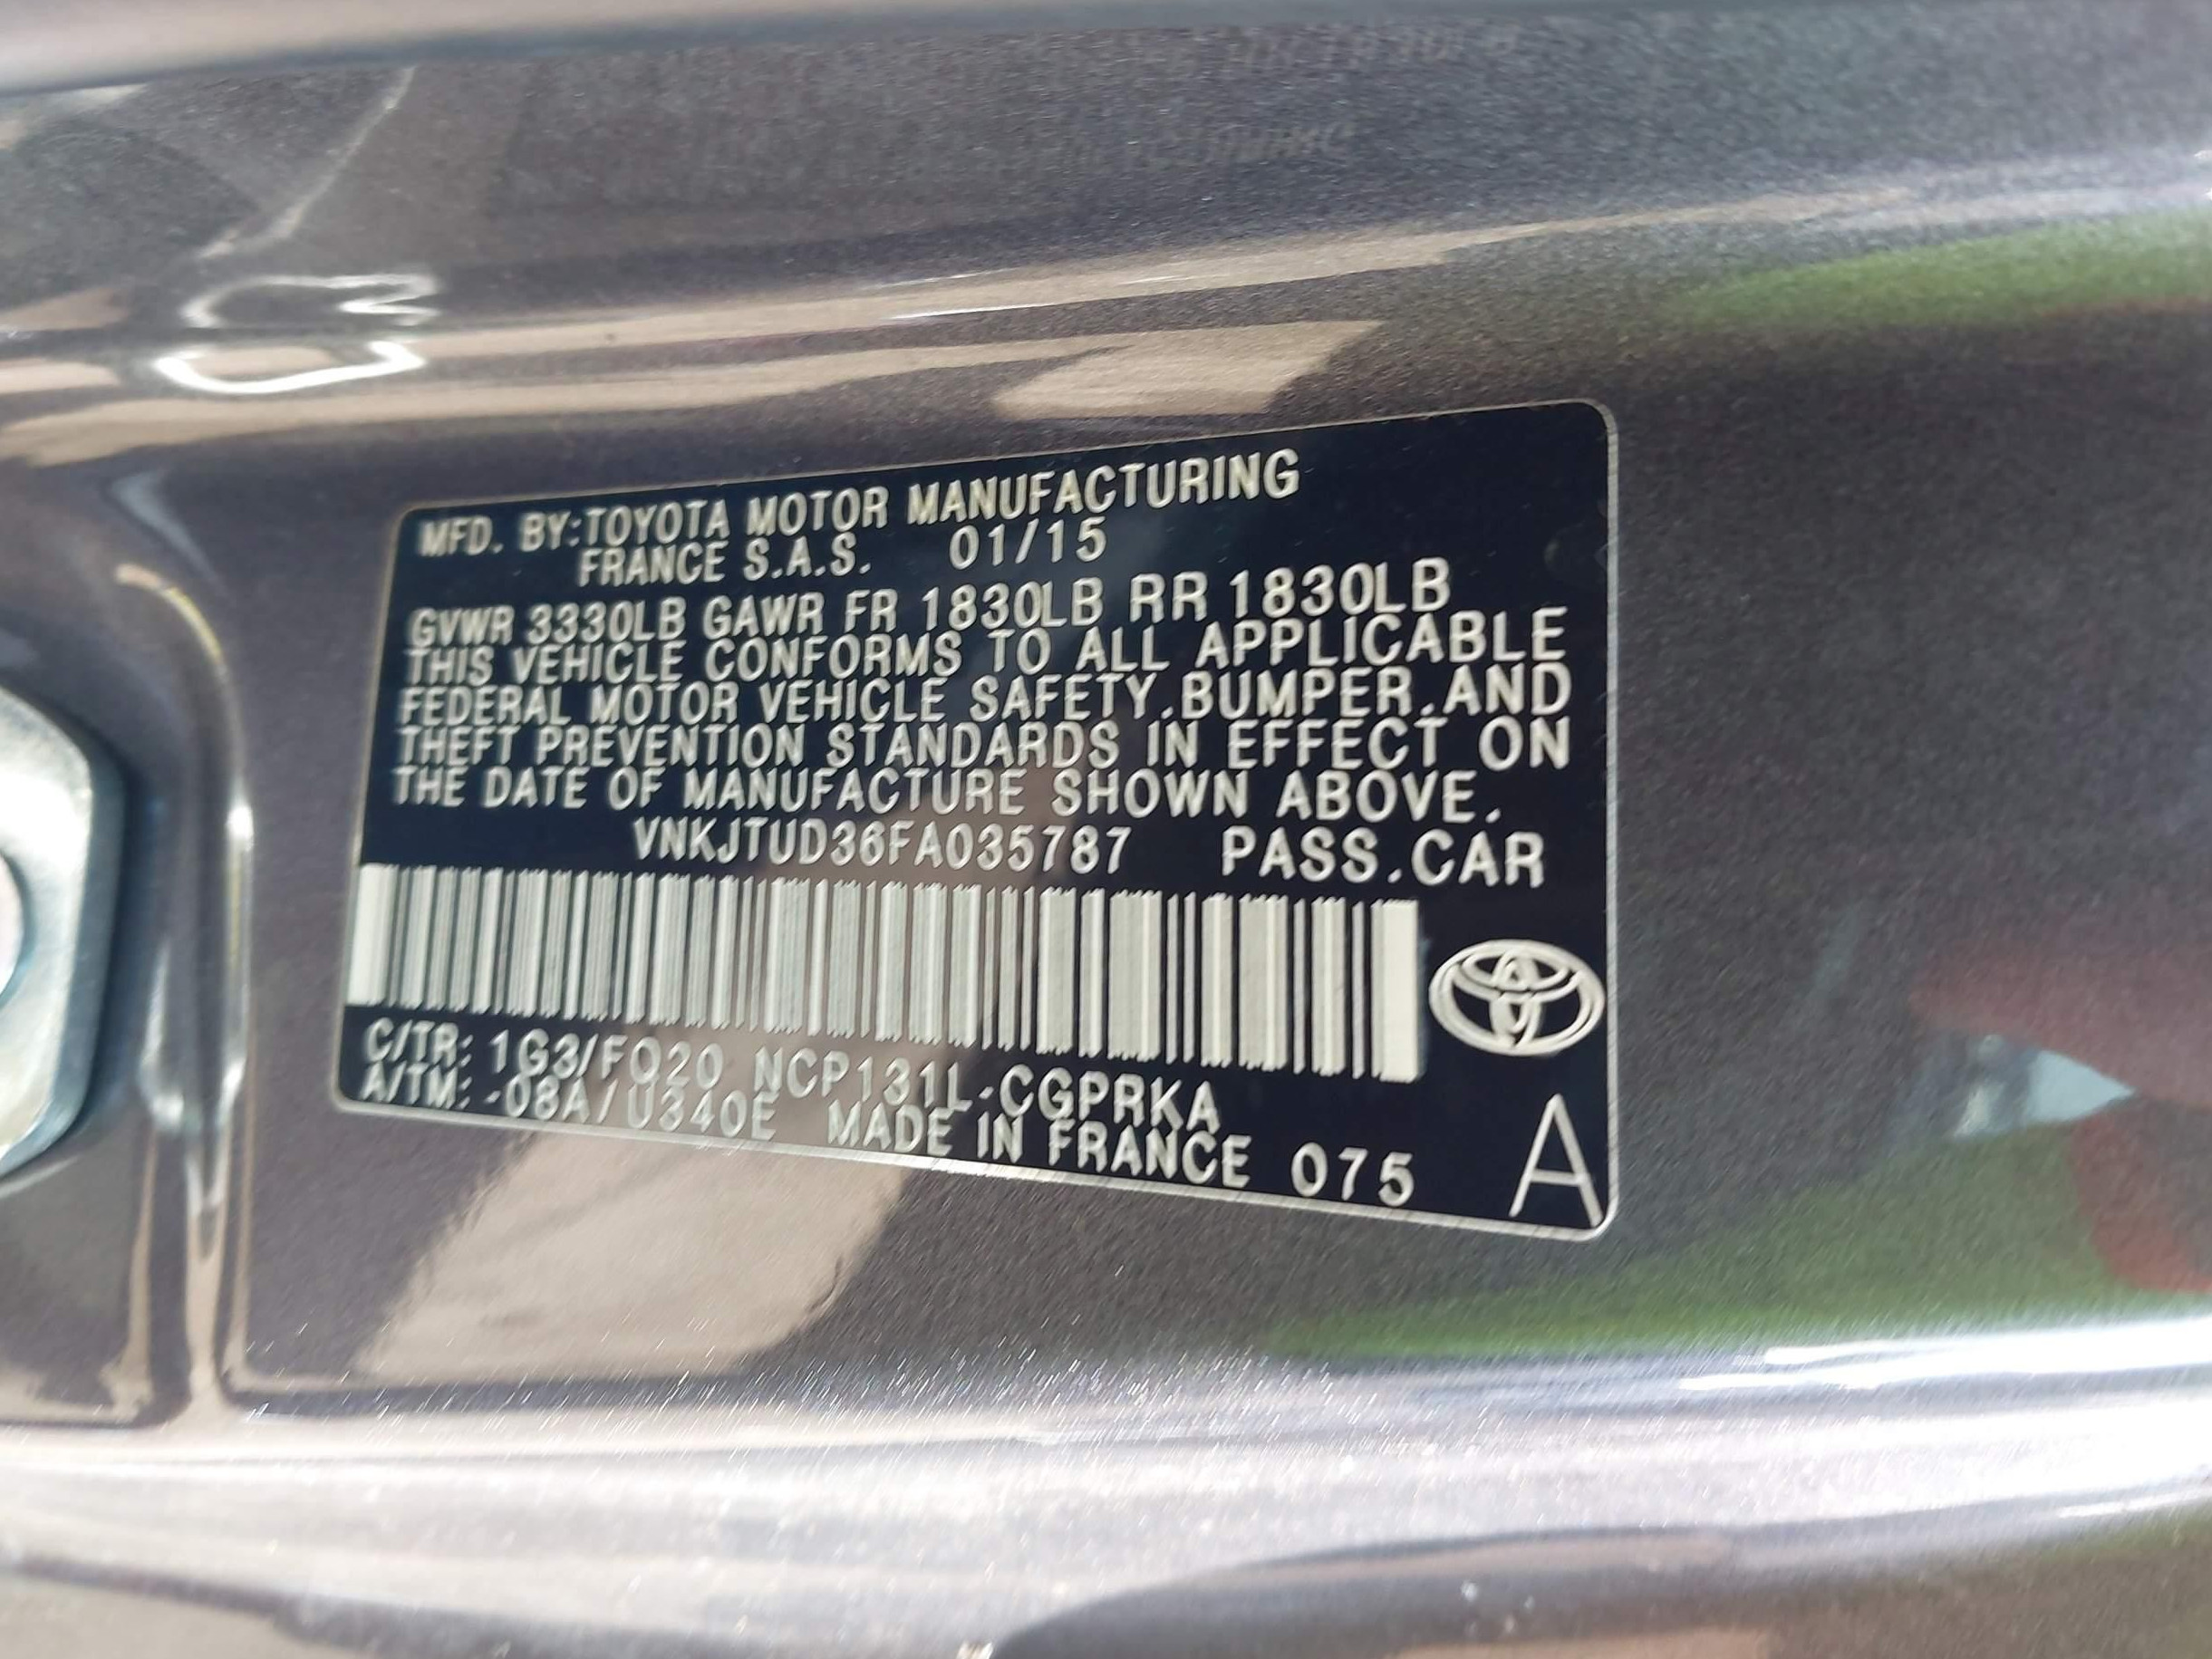 MFD. BY:TOYOTA MOTOR MANUFACTURING
FRANCE S.A.S. 01/15
GVWR 3330LB GAWR FR 1830LB RR 1830LB
THIS VEHICLE CONFORMS TO ALL APPLICABLE
FEDERAL MOTOR VEHICLE SAFETY,BUMPER,AND
THEFT PREVENTION STANDARDS IN EFFECT ON
THE DATE OF MANUFACTURE SHOWN ABOVE.
VNKJTUD36FA035787 PASS.CAR
C/TR: 1G3/FQ20 NCP131L-CGPRKA
A/TM: -08A/U340E MADE IN FRANCE 075 A